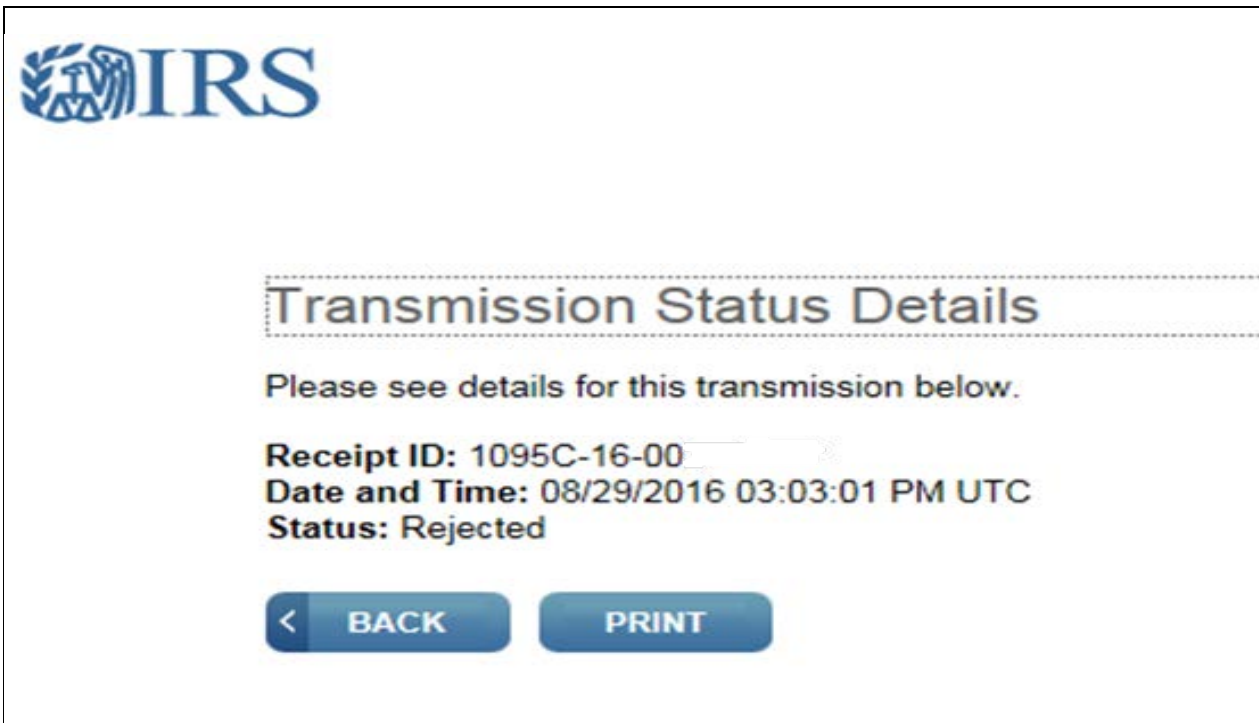 IRS
Transmission Status Details
Please see details for this transmission below.
Receipt ID: 1095C-16-00
Date and Time: 08/29/2016 03:03:01 PM UTC
Status: Rejected
< BACK
PRINT